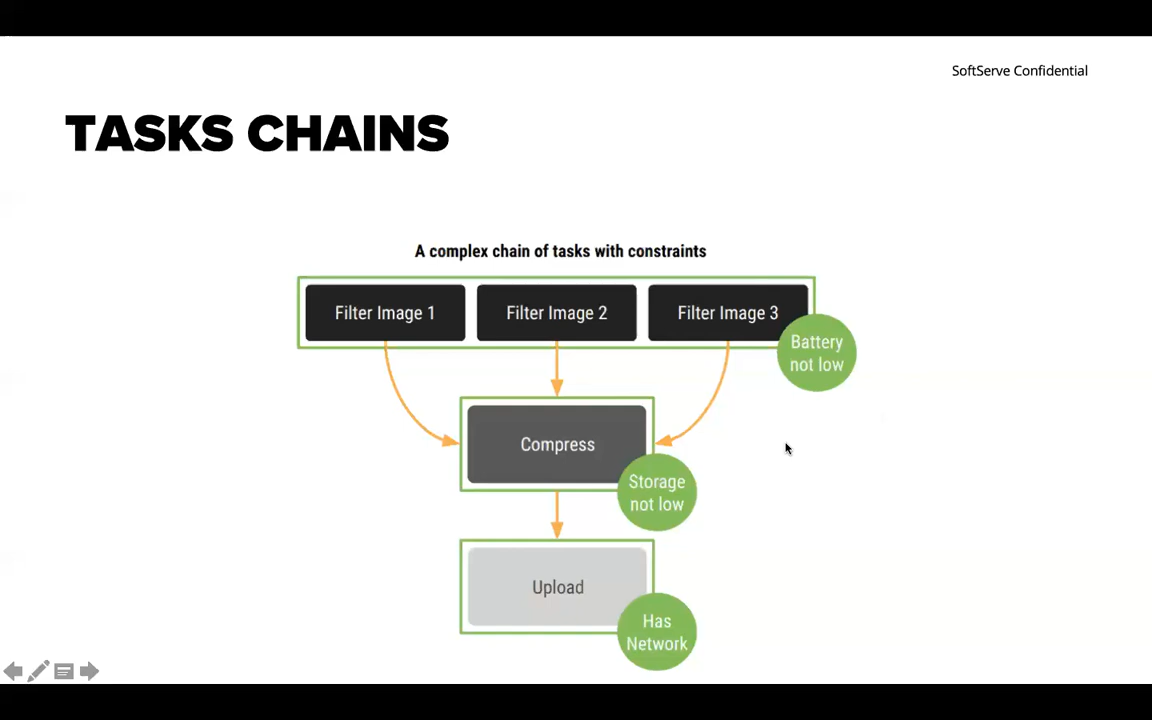 SoftServe Confidential
TASKS CHAINS
A complex chain of tasks with constraints
Filter Image 1
Filter Image 2
Filter Image 3
Battery
not low
Compress
Storage
not low
Upload
Has
Network